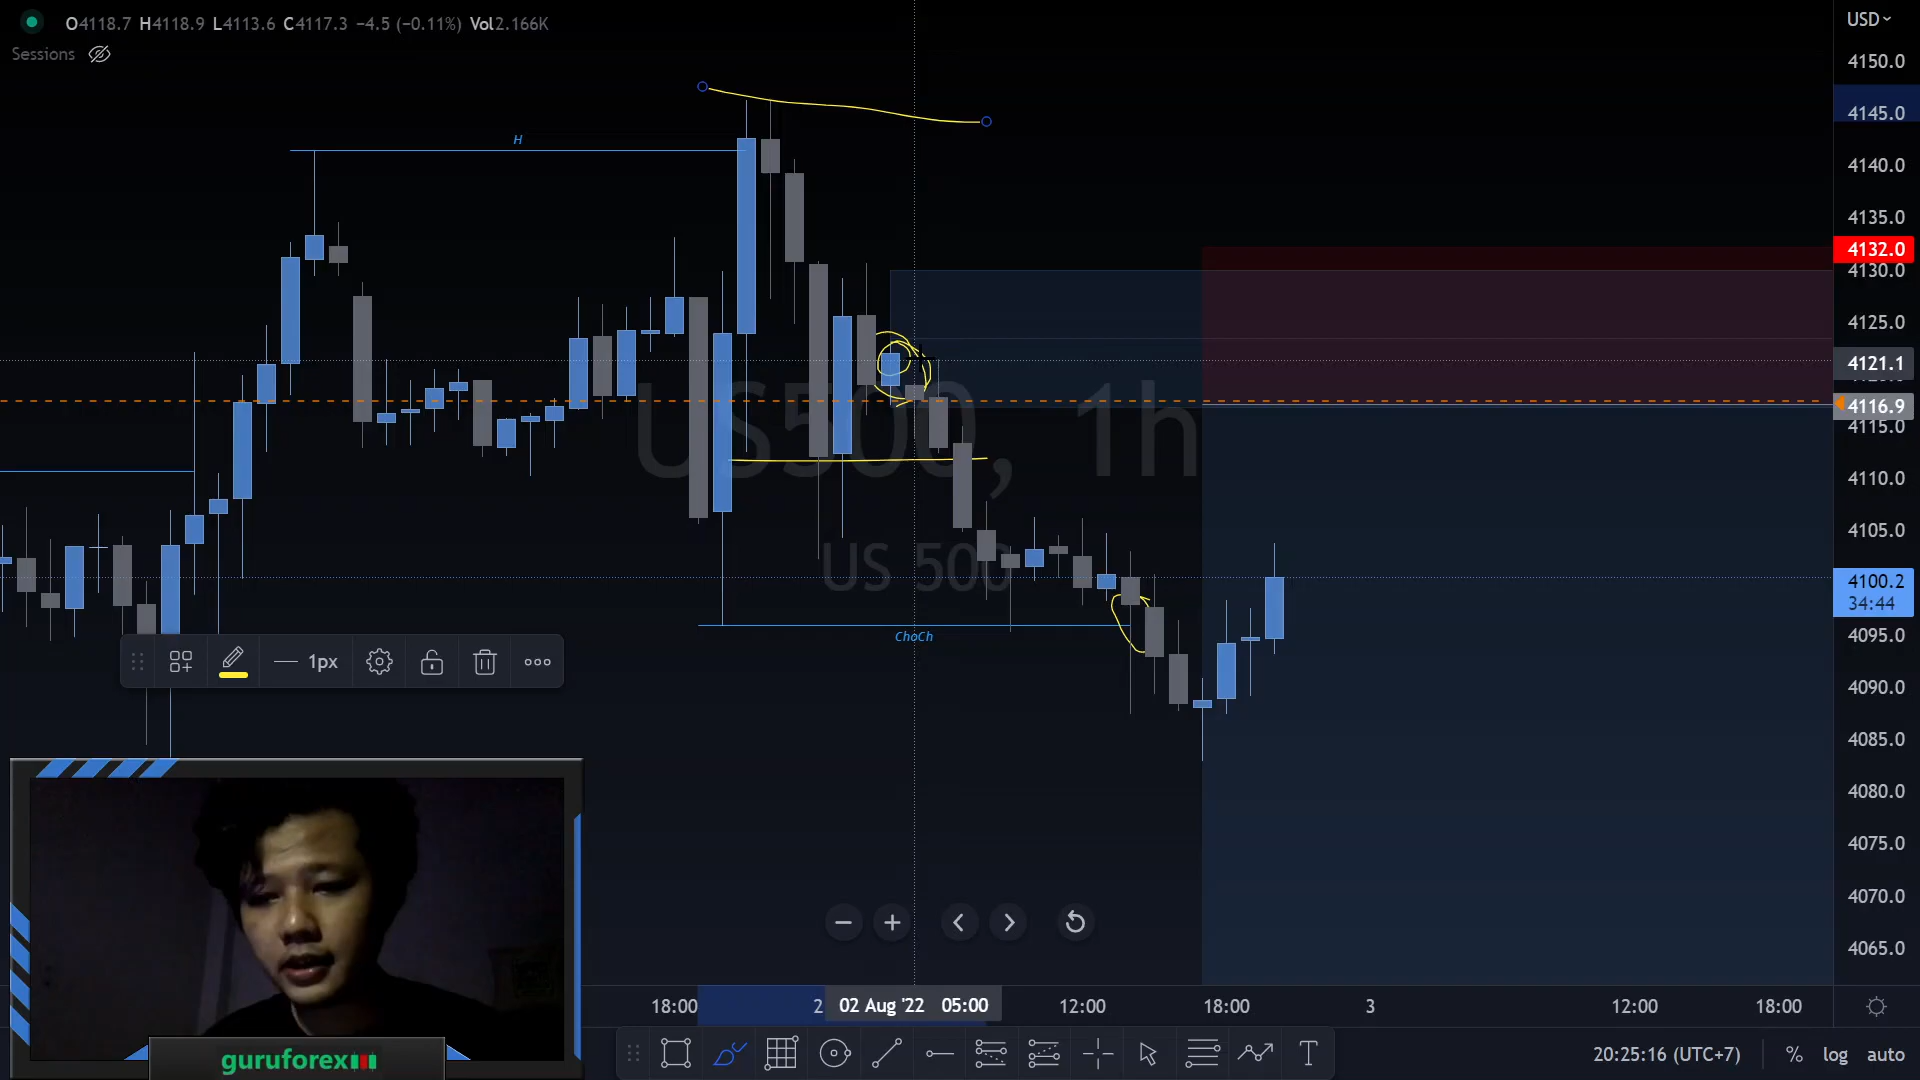 O4118.7 H4118.9 L4113.6 C4117.3 −4.5 (−0.11%) Vol2.166K
USD
Sessions
4150.0
4145.0
H
4140.0
4135.0
4132.0
4130.0
4125.0
4121.1
4116.9
4115.0
US500, 1h
4110.0
4105.0
US 500
4100.2
34:44
4095.0
ChoCh
1px
4090.0
4085.0
4080.0
4075.0
4070.0
4065.0
18:00 2 02 Aug '22 05:00 12:00 18:00 3 12:00 18:00
guruforex
T 20:25:16 (UTC+7) % log auto